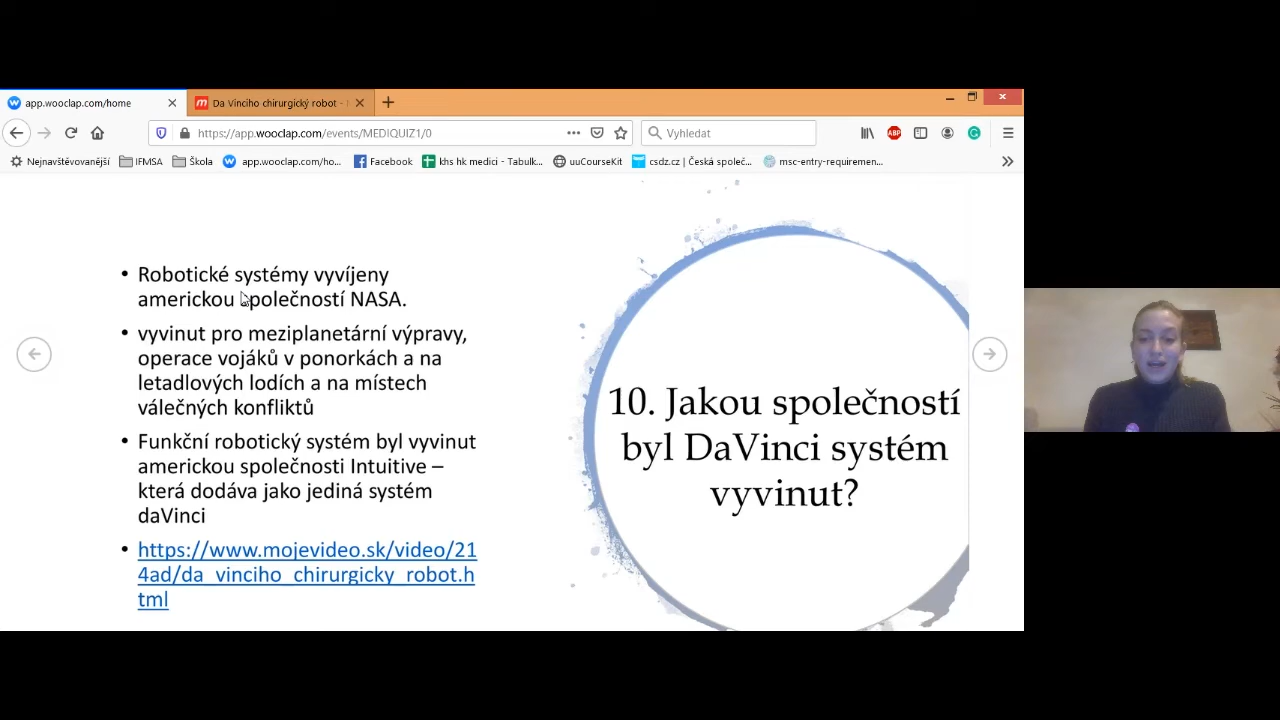 app.wooclap.com/home
Da Vinciho chirurgický robot -
https://app.wooclap.com/events/MEDIQUIZ1/0
Vyhledat
ABP
Nejnavštěvovanější
IFMSA
Škola
app.wooclap.com/ho...
Facebook
khs hk medici - Tabulk...
uuCourseKit
csdz.cz | Česká společ...
msc-entry-requiremen...
• Robotické systémy vyvíjeny
americkou společností NASA.
• vyvinut pro meziplanetární výpravy,
operace vojáků v ponorkách a na
letadlových lodích a na místech
válečných konfliktů
• Funkční robotický systém byl vyvinut
americkou společnosti Intuitive –
která dodáva jako jediná systém
daVinci
• https://www.mojevideo.sk/video/21
4ad/da_vinciho_chirurgicky_robot.h
tml
10. Jakou společností
byl DaVinci systém
vyvinut?